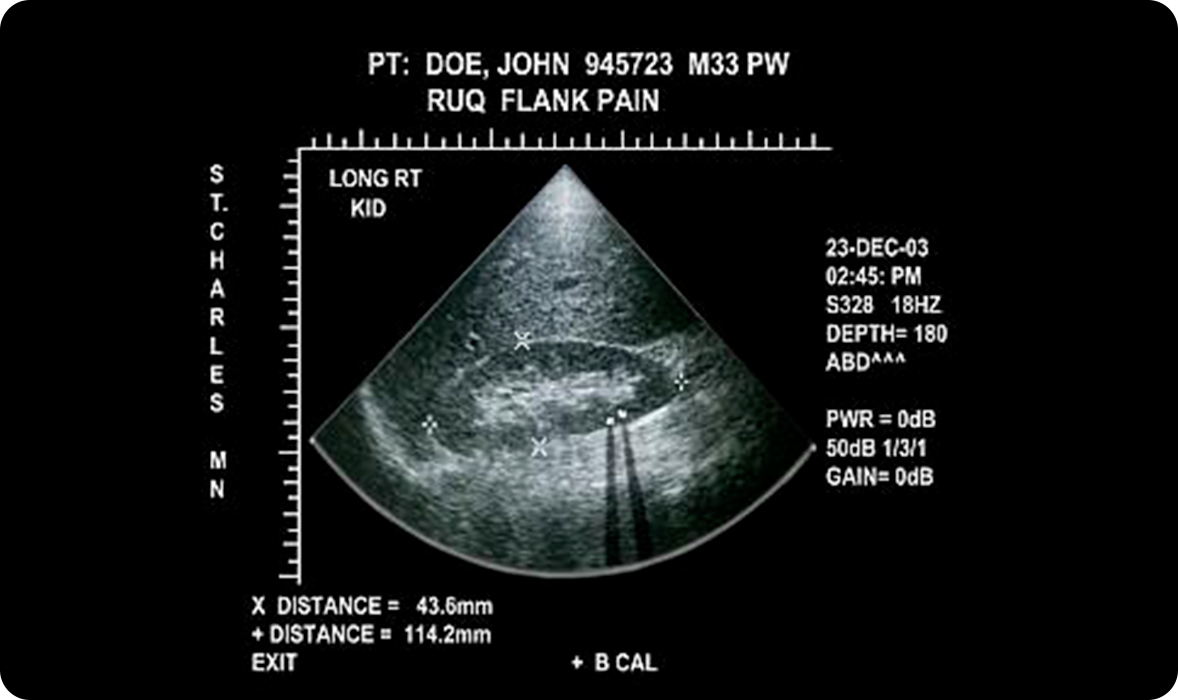 PT: DOE, JOHN 945723 M33 PW
RUQ FLANK PAIN
LONG RT
KID
ST. CHARLES MN
23-DEC-03
02:45: PM
S328 18HZ
DEPTH= 180
ABD^^^
PWR = 0dB
50dB 1/3/1
GAIN= 0dB
X DISTANCE = 43.6mm
+ DISTANCE = 114.2mm
EXIT
+ B CAL